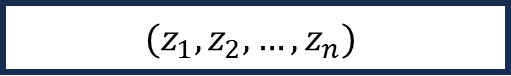 (z₁, z₂, …, zₙ)